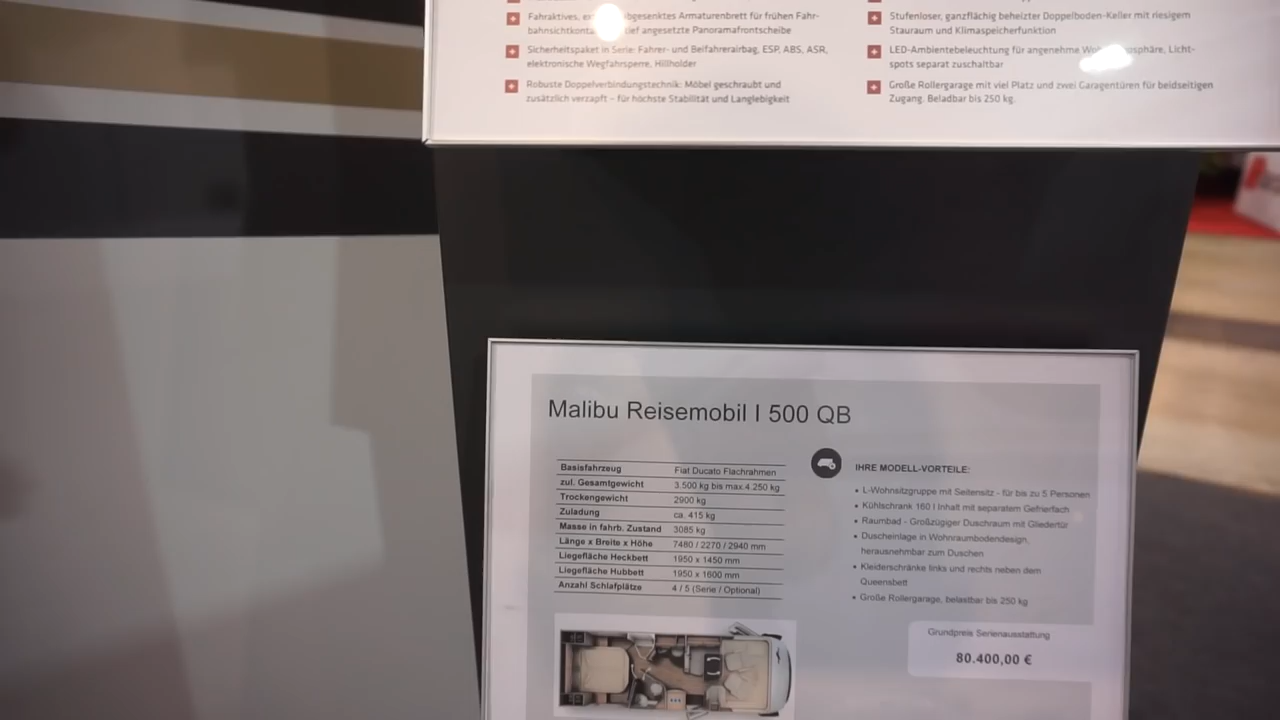 Fahraktives, abgesenktes Armaturenbrett für frühen Fahr-
bahnsichtkontakt, tief angesetzte Panoramafrontscheibe
Sicherheitspaket in Serie: Fahrer- und Beifahrerairbag, ESP, ABS, ASR,
elektronische Wegfahrsperre, Hillholder
Robuste Doppelverbindungstechnik: Möbel geschraubt und
zusätzlich verzapft – für höchste Stabilität und Langlebigkeit
Stufenloser, ganzflächig beheizter Doppelboden-Keller mit riesigem
Stauraum und Klimaspeicherfunktion
LED-Ambientebeleuchtung für angenehme Licht-
spots separat zuschaltbar
Große Rollergarage mit viel Platz und zwei Garagentüren für beidseitigen
Zugang. Beladbar bis 250 kg.
Malibu Reisemobil I 500 QB
Basisfahrzeug Fiat Ducato Flachrahmen
zul. Gesamtgewicht 3.500 kg bis max.4.250 kg
Trockengewicht 2900 kg
Zuladung ca. 415 kg
Masse in fahrb. Zustand 3085 kg
Länge x Breite x Höhe 7480 / 2270 / 2940 mm
Liegefläche Heckbett 1950 x 1450 mm
Liegefläche Hubbett 1950 x 1600 mm
Anzahl Schlafplätze 4 / 5 (Serie / Optional)
IHRE MODELL-VORTEILE:
• L-Wohnsitzgruppe mit Seitensitz - für bis zu 5 Personen
• Kühlschrank 160 l Inhalt mit separatem Gefrierfach
• Raumbad - Großzügiger Duschraum mit Gliedertür
• Duscheinlage in Wohnraumbodendesign,
herausnehmbar zum Duschen
• Kleiderschränke links und rechts neben dem
Queensbett
• Große Rollergarage, belastbar bis 250 kg
Grundpreis Serienausstattung
80.400,00 €